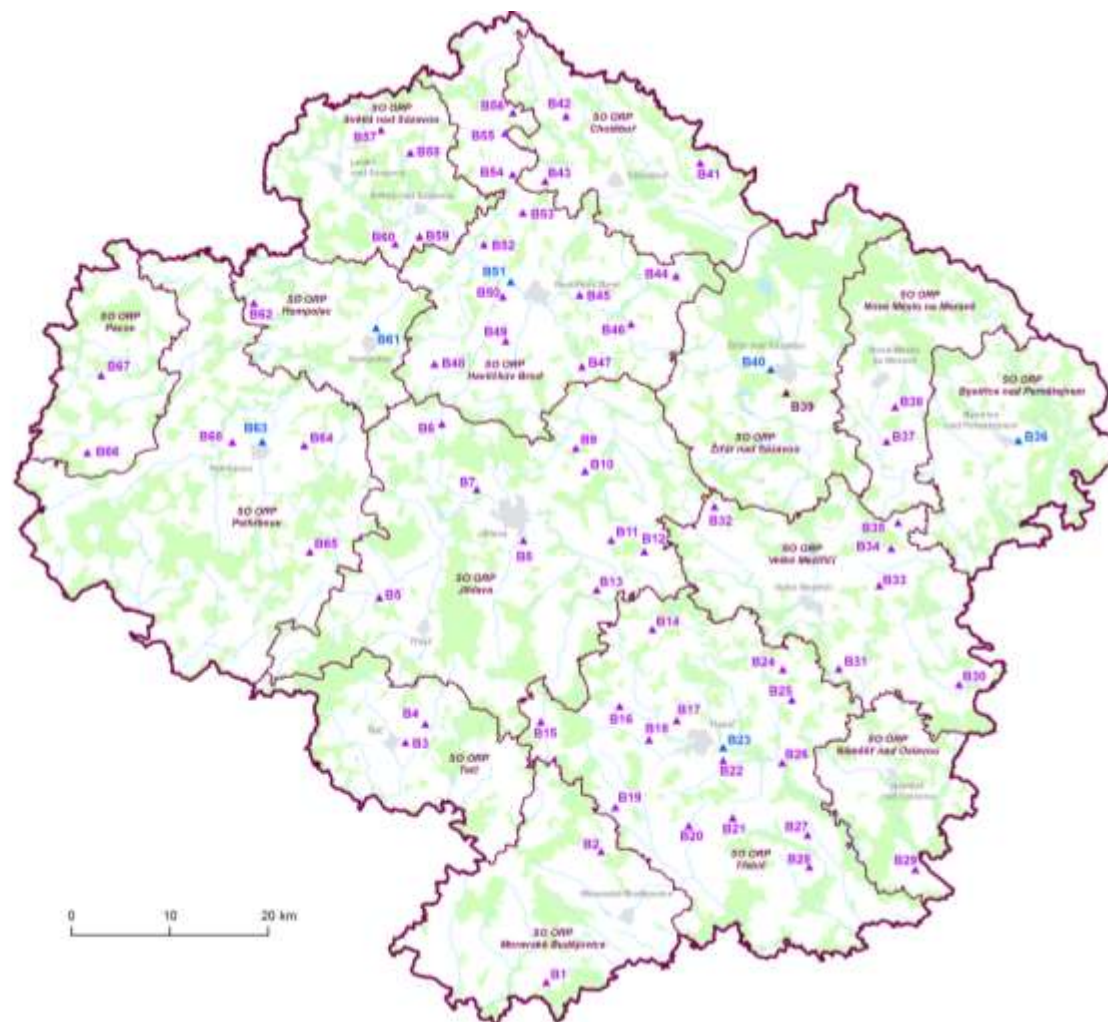 B56
B42
SO ORP
Světlá nad Sázavou
SO ORP
Chotěboř
B57
B55
B58
B54
B43
B41
B53
B59
B60
B52
B51
B44
SO ORP
Humpolec
B50
B45
SO ORP
Nové Město na Moravě
B62
SO ORP
Pacov
B61
B46
B49
SO ORP
Havlíčkův Brod
B48
B47
B67
B40
B39
SO ORP
Bystřice nad Pernštejnem
B38
B6
B9
B63
B64
B37
B36
B66
B10
SO ORP
Žďár nad Sázavou
B7
SO ORP
Pelhřimov
B32
B35
B11
B12
B8
B34
SO ORP
Velké Meziříčí
B65
SO ORP
Jihlava
B33
B5
B13
B14
B24
B31
B30
B25
B4
B16
B17
B15
B18
B3
B23
SO ORP
Náměšť nad Oslavou
SO ORP
Telč
B22
B26
B19
B20
B21
B27
B2
SO ORP
Třebíč
B28
B29
0 10 20 km
SO ORP
Moravské Budějovice
B1